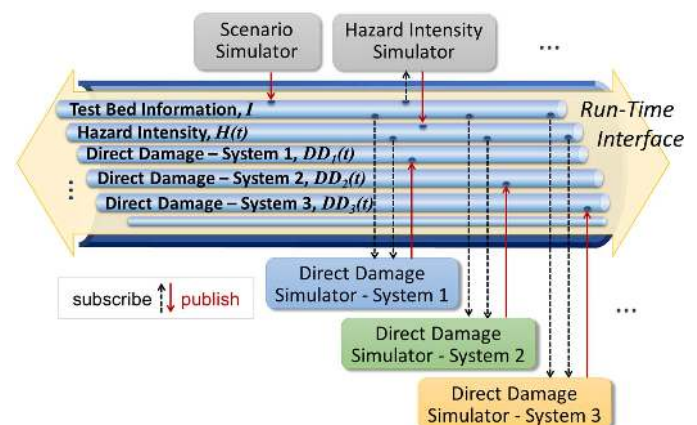 Scenario
Simulator
Hazard Intensity
Simulator
...
Test Bed Information, I
Run-Time
Interface
Hazard Intensity, H(t)
Direct Damage – System 1, DD₁(t)
Direct Damage – System 2, DD₂(t)
Direct Damage – System 3, DD₃(t)
Direct Damage
Simulator - System 1
subscribe publish
...
Direct Damage
Simulator - System 2
Direct Damage
Simulator - System 3